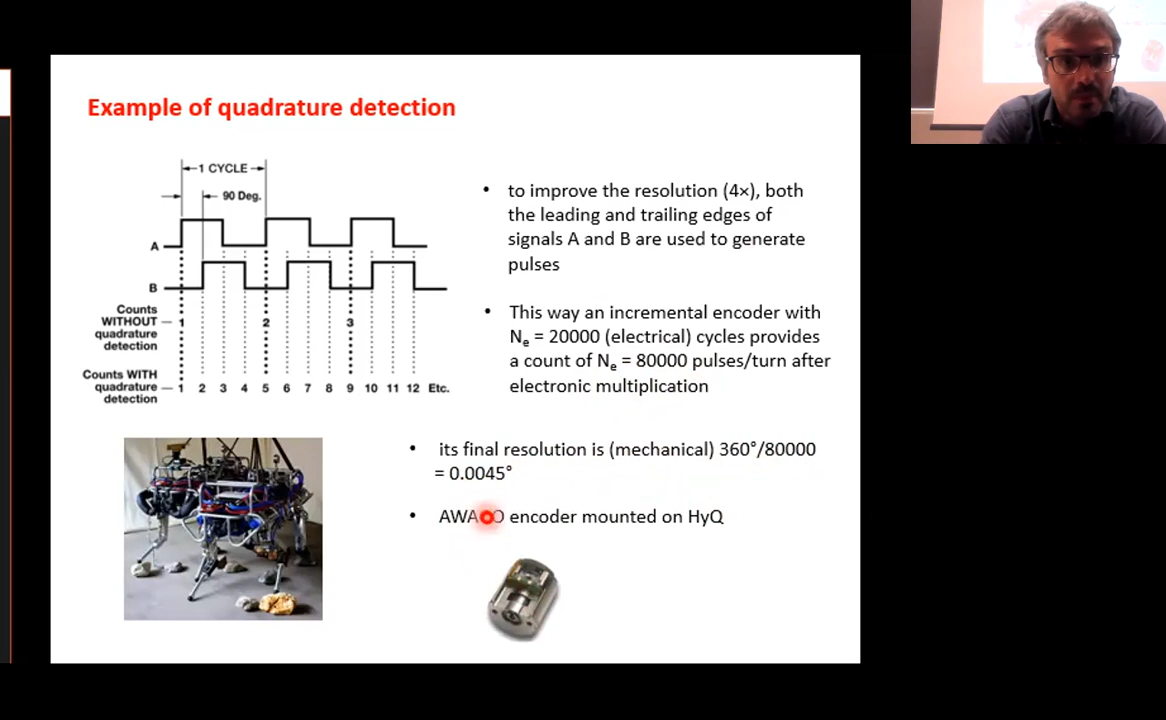 Example of quadrature detection
1 CYCLE
90 Deg.
A
B
Counts
WITHOUT
quadrature
detection
1 2 3
Counts WITH
quadrature
detection
1 2 3 4 5 6 7 8 9 10 11 12 Etc.
• to improve the resolution (4×), both
the leading and trailing edges of
signals A and B are used to generate
pulses
• This way an incremental encoder with
Nₑ = 20000 (electrical) cycles provides
a count of Nₑ = 80000 pulses/turn after
electronic multiplication
• its final resolution is (mechanical) 360°/80000
= 0.0045°
• encoder mounted on HyQ